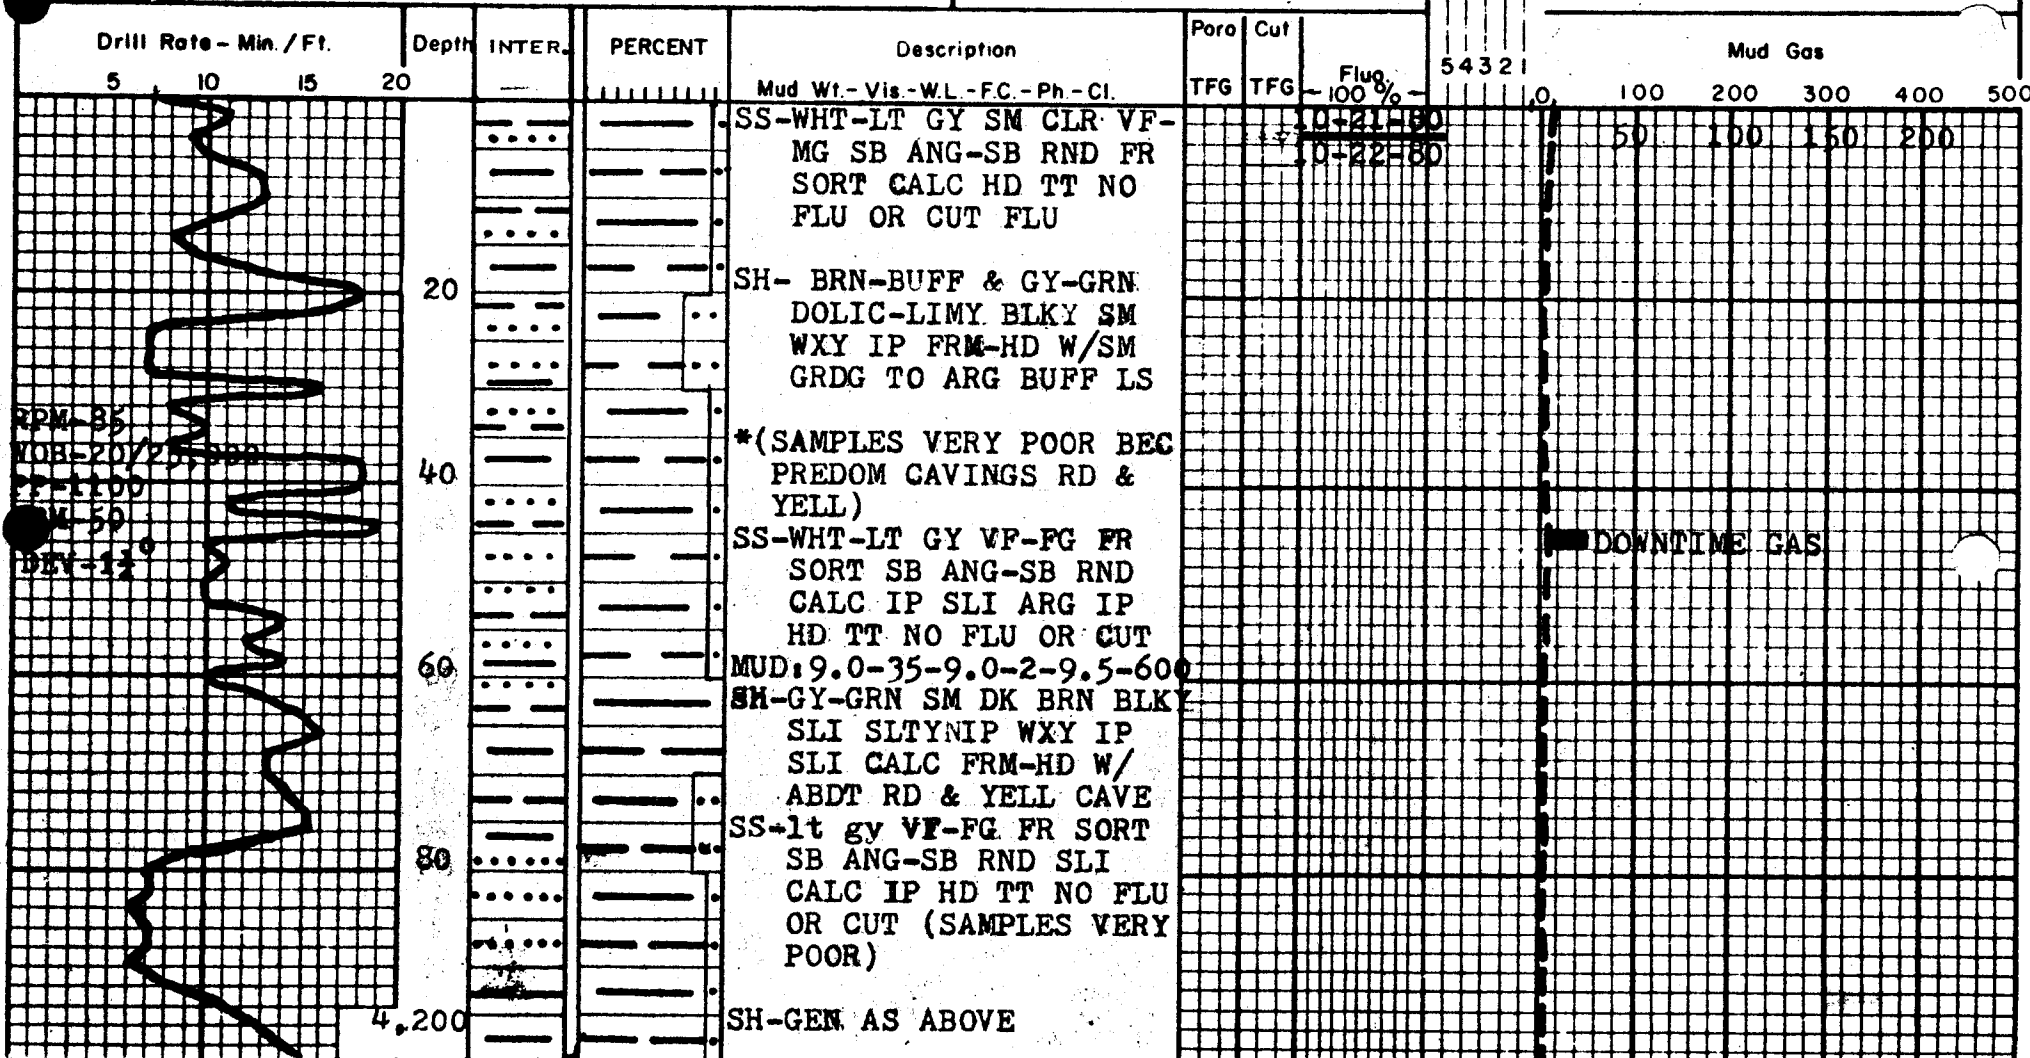 Drill Rate - Min. / Ft.
5 10 15 20
Depth
INTER.
PERCENT
Description
Mud Wt.- Vis.-W.L.-F.C.-Ph.-Cl.
Poro Cut
TFG TFG
Fluo.
100 %
5 4 3 2 1
Mud Gas
0 100 200 300 400 500
50 100 150 200
10-21-80
10-22-80
SS-WHT-LT GY SM CLR VF-
MG SB ANG-SB RND FR
SORT CALC HD TT NO
FLU OR CUT FLU
SH- BRN-BUFF & GY-GRN
DOLIC-LIMY BLKY SM
WXY IP FRM-HD W/SM
GRDG TO ARG BUFF LS
*(SAMPLES VERY POOR BEC
PREDOM CAVINGS RD &
YELL)
SS-WHT-LT GY VF-FG FR
SORT SB ANG-SB RND
CALC IP SLI ARG IP
HD TT NO FLU OR CUT
MUD:9.0-35-9.0-2-9.5-600
SH-GY-GRN SM DK BRN BLKY
SLI SLTYNIP WXY IP
SLI CALC FRM-HD W/
ABDT RD & YELL CAVE
SS-lt gy VF-FG FR SORT
SB ANG-SB RND SLI
CALC IP HD TT NO FLU
OR CUT (SAMPLES VERY
POOR)
SH-GEN AS ABOVE
20
40
60
80
4,200
RPM-85
WOB-20/25,000
PP-1100
DOWNTIME GAS